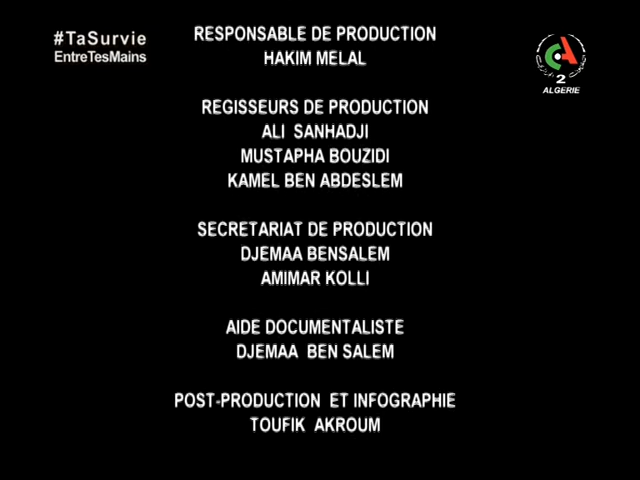 #TaSurvie
EntreTesMains
RESPONSABLE DE PRODUCTION
HAKIM MELAL
REGISSEURS DE PRODUCTION
ALI SANHADJI
MUSTAPHA BOUZIDI
KAMEL BEN ABDESLEM
SECRETARIAT DE PRODUCTION
DJEMAA BENSALEM
AMIMAR KOLLI
AIDE DOCUMENTALISTE
DJEMAA BEN SALEM
POST-PRODUCTION ET INFOGRAPHIE
TOUFIK AKROUM
2
ALGERIE